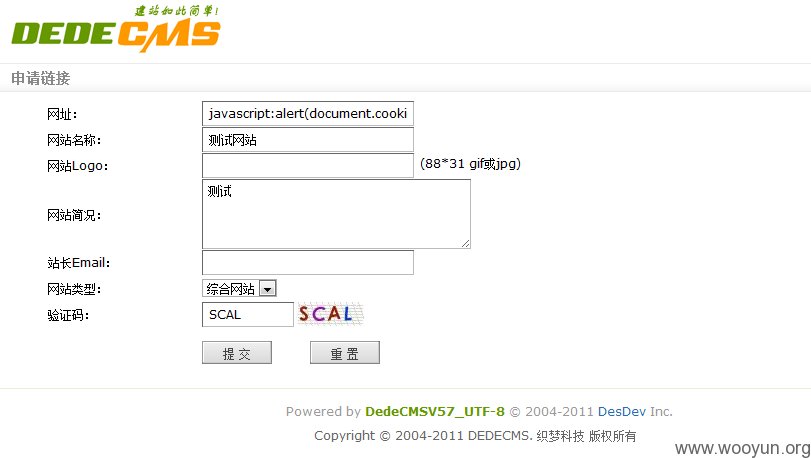 建站如此简单!
DEDECMS
申请链接
网址: javascript:alert(document.cooki
网站名称: 测试网站
网站Logo: (88*31 gif或jpg)
网站简况: 测试
站长Email:
网站类型: 综合网站
验证码: SCAL SCAL
提 交 重 置
Powered by DedeCMSV57_UTF-8 © 2004-2011 DesDev Inc.
Copyright © 2004-2011 DEDECMS. 织梦科技 版权所有
www.wooyun.org